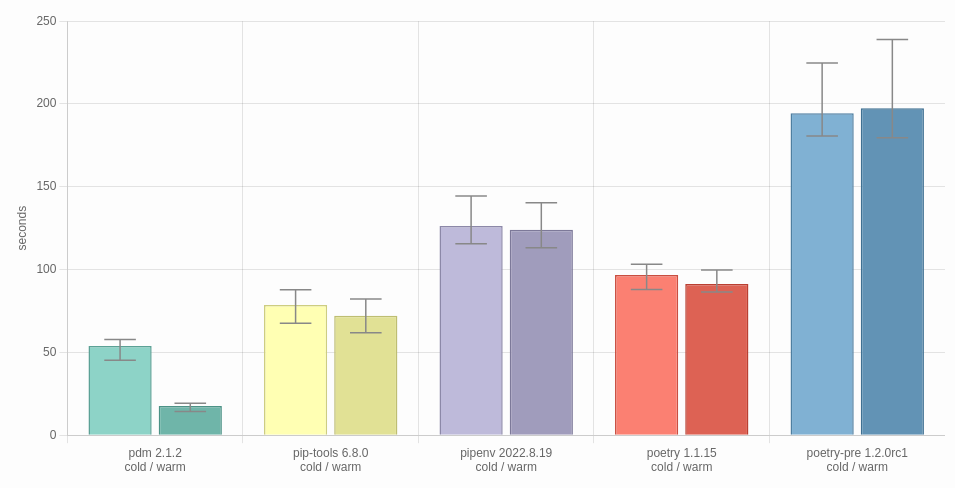 250
200
150
100
50
0
seconds
pdm 2.1.2
cold / warm
pip-tools 6.8.0
cold / warm
pipenv 2022.8.19
cold / warm
poetry 1.1.15
cold / warm
poetry-pre 1.2.0rc1
cold / warm